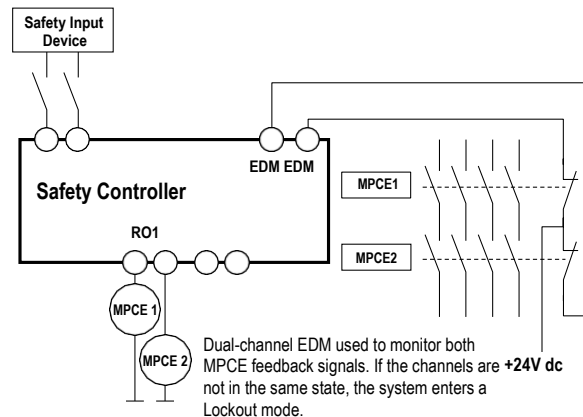 Safety Input
Device
EDM EDM
Safety Controller
MPCE1
RO1
MPCE2
MPCE 1
MPCE 2
Dual-channel EDM used to monitor both
MPCE feedback signals. If the channels are +24V dc
not in the same state, the system enters a
Lockout mode.